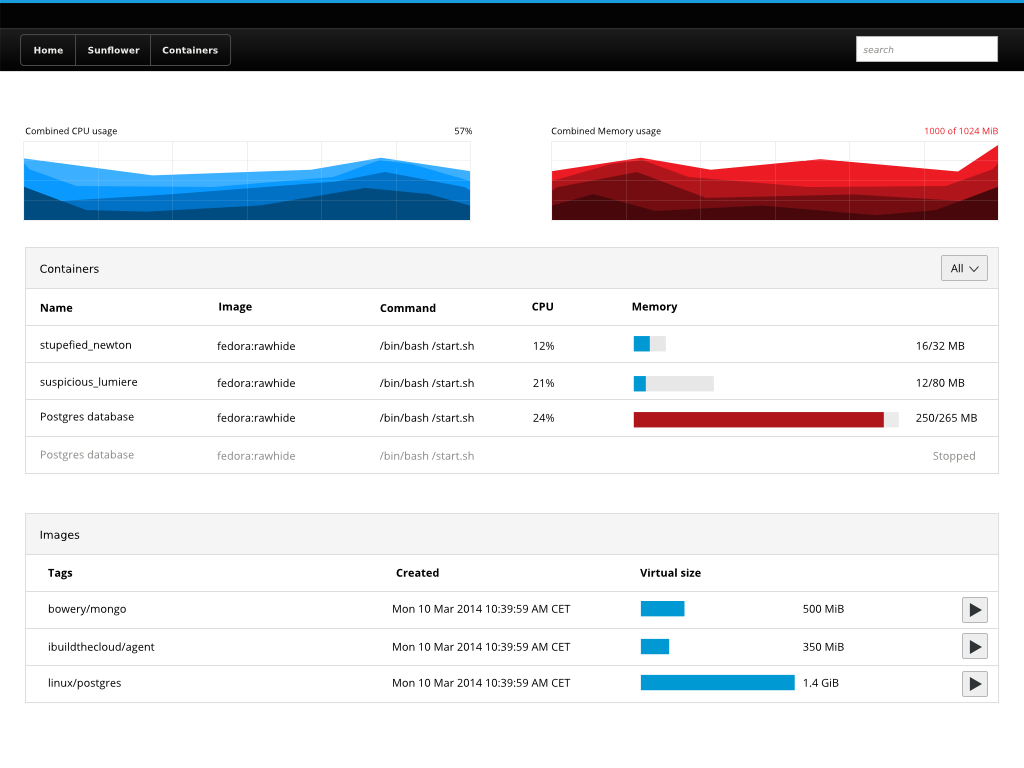 Home Sunflower Containers search
Combined CPU usage 57% Combined Memory usage 1000 of 1024 MiB
Containers All
Name Image Command CPU Memory
stupefied_newton fedora:rawhide /bin/bash /start.sh 12% 16/32 MB
suspicious_lumiere fedora:rawhide /bin/bash /start.sh 21% 12/80 MB
Postgres database fedora:rawhide /bin/bash /start.sh 24% 250/265 MB
Postgres database fedora:rawhide /bin/bash /start.sh Stopped
Images
Tags Created Virtual size
bowery/mongo Mon 10 Mar 2014 10:39:59 AM CET 500 MiB
ibuildthecloud/agent Mon 10 Mar 2014 10:39:59 AM CET 350 MiB
linux/postgres Mon 10 Mar 2014 10:39:59 AM CET 1.4 GiB